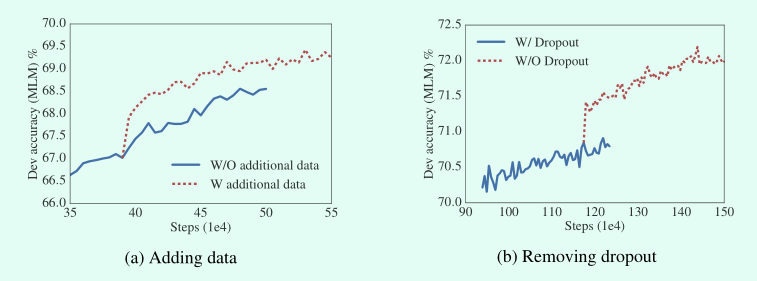 70.0
69.5
69.0
68.5
68.0
67.5
67.0
66.5
66.0
Dev accuracy (MLM) %
W/O additional data
W additional data
35 40 45 50 55
Steps (1e4)
(a) Adding data
72.5
72.0
71.5
71.0
70.5
70.0
Dev accuracy (MLM) %
W/ Dropout
W/O Dropout
90 100 110 120 130 140 150
Steps (1e4)
(b) Removing dropout